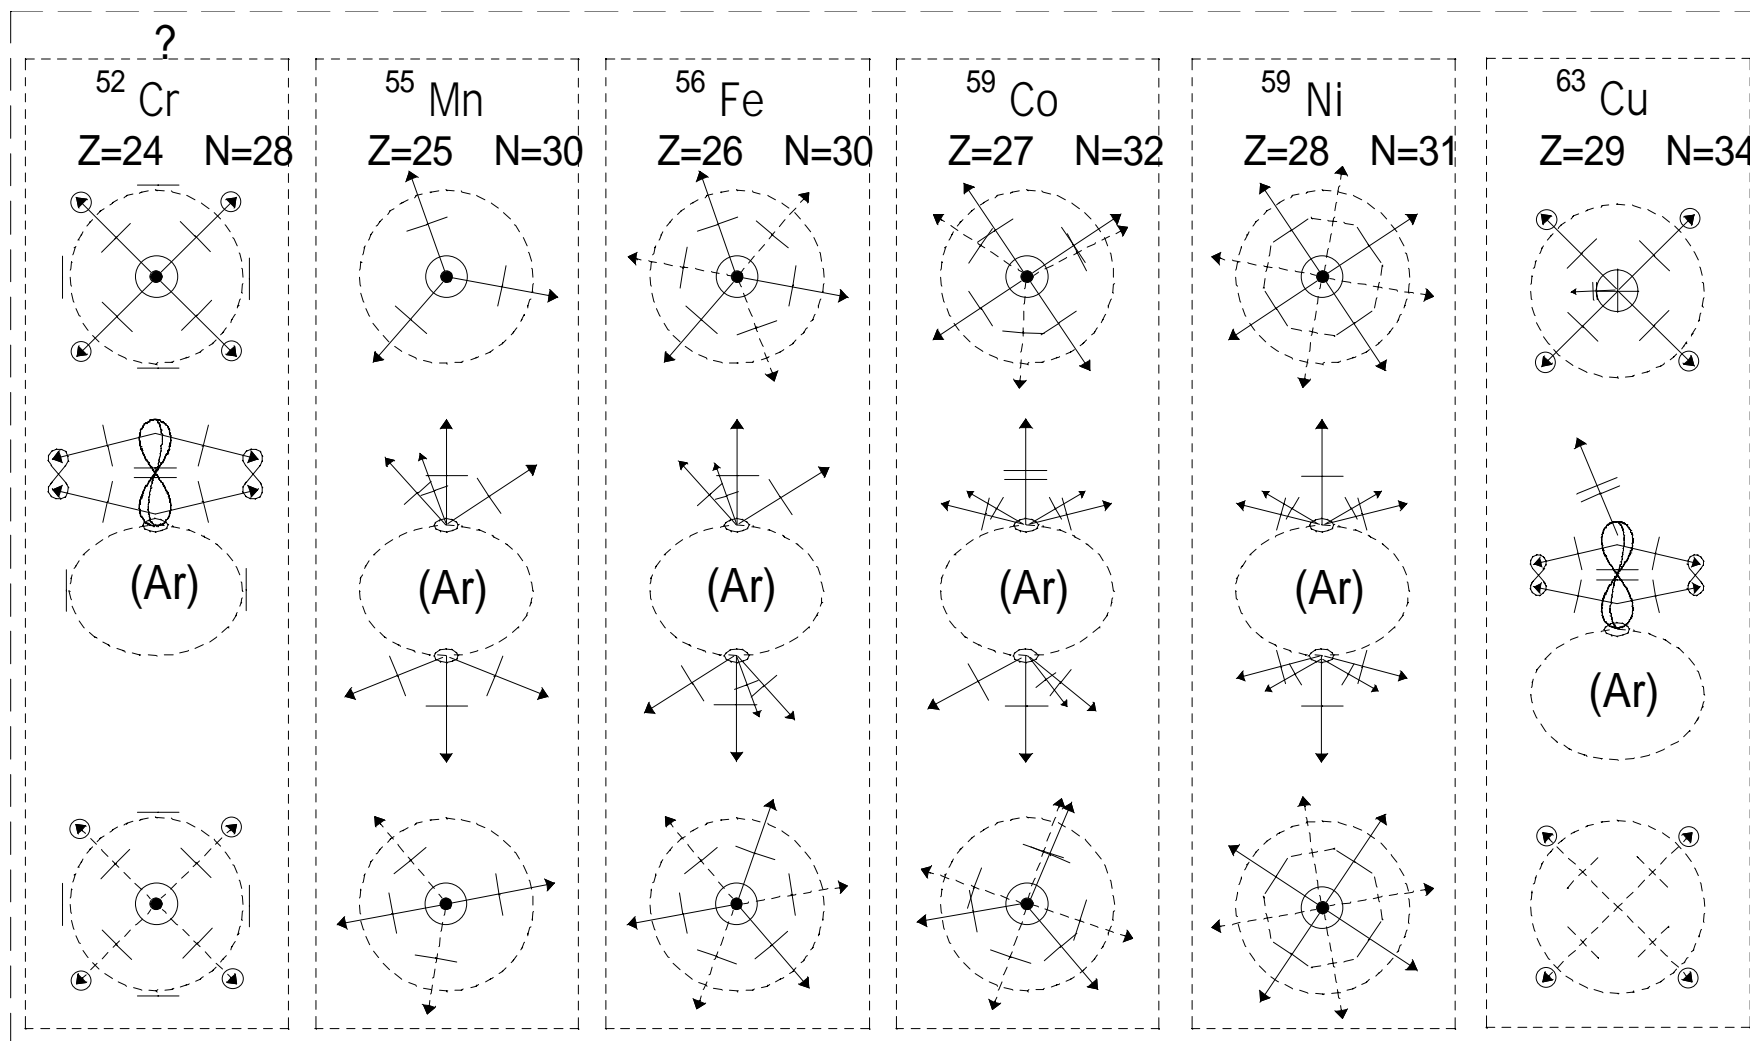 ?
52 Cr
Z=24 N=28
(Ar)
55 Mn
Z=25 N=30
(Ar)
56 Fe
Z=26 N=30
(Ar)
59 Co
Z=27 N=32
(Ar)
59 Ni
Z=28 N=31
(Ar)
63 Cu
Z=29 N=34
(Ar)